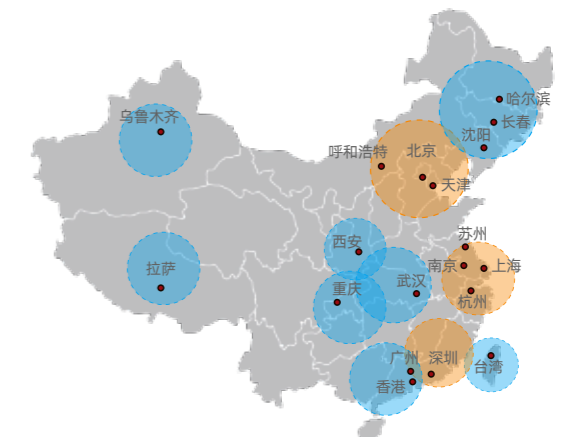 哈尔滨
乌鲁木齐
长春
沈阳
呼和浩特
北京
天津
苏州
西安
南京
上海
拉萨
武汉
重庆
杭州
广州
深圳
台湾
香港